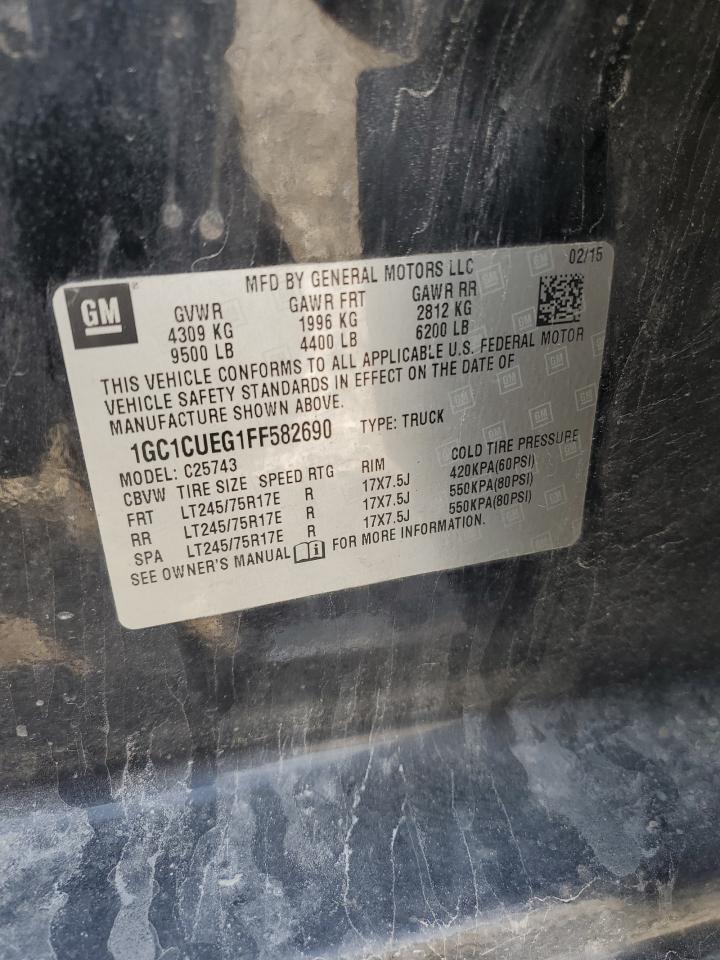 GM
MFD BY GENERAL MOTORS LLC 02/15
GVWR GAWR FRT GAWR RR
4309 KG 1996 KG 2812 KG
9500 LB 4400 LB 6200 LB
THIS VEHICLE CONFORMS TO ALL APPLICABLE U.S. FEDERAL MOTOR
VEHICLE SAFETY STANDARDS IN EFFECT ON THE DATE OF
MANUFACTURE SHOWN ABOVE.
1GC1CUEG1FF582690 TYPE: TRUCK
MODEL: C25743
CBVW TIRE SIZE SPEED RTG RIM COLD TIRE PRESSURE
FRT LT245/75R17E R 17X7.5J 420KPA(60PSI)
RR LT245/75R17E R 17X7.5J 550KPA(80PSI)
SPA LT245/75R17E R 17X7.5J 550KPA(80PSI)
SEE OWNER'S MANUAL FOR MORE INFORMATION.